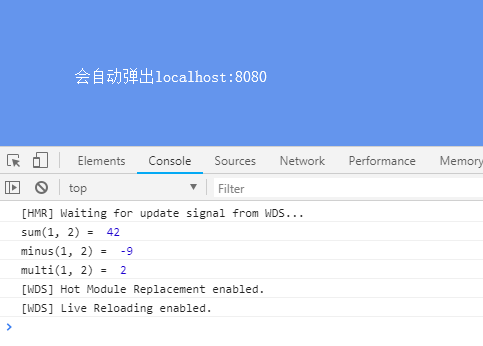 会自动弹出localhost:8080
Elements Console Sources Network Performance Memory
top Filter
[HMR] Waiting for update signal from WDS...
sum(1, 2) = 42
minus(1, 2) = -9
multi(1, 2) = 2
[WDS] Hot Module Replacement enabled.
[WDS] Live Reloading enabled.